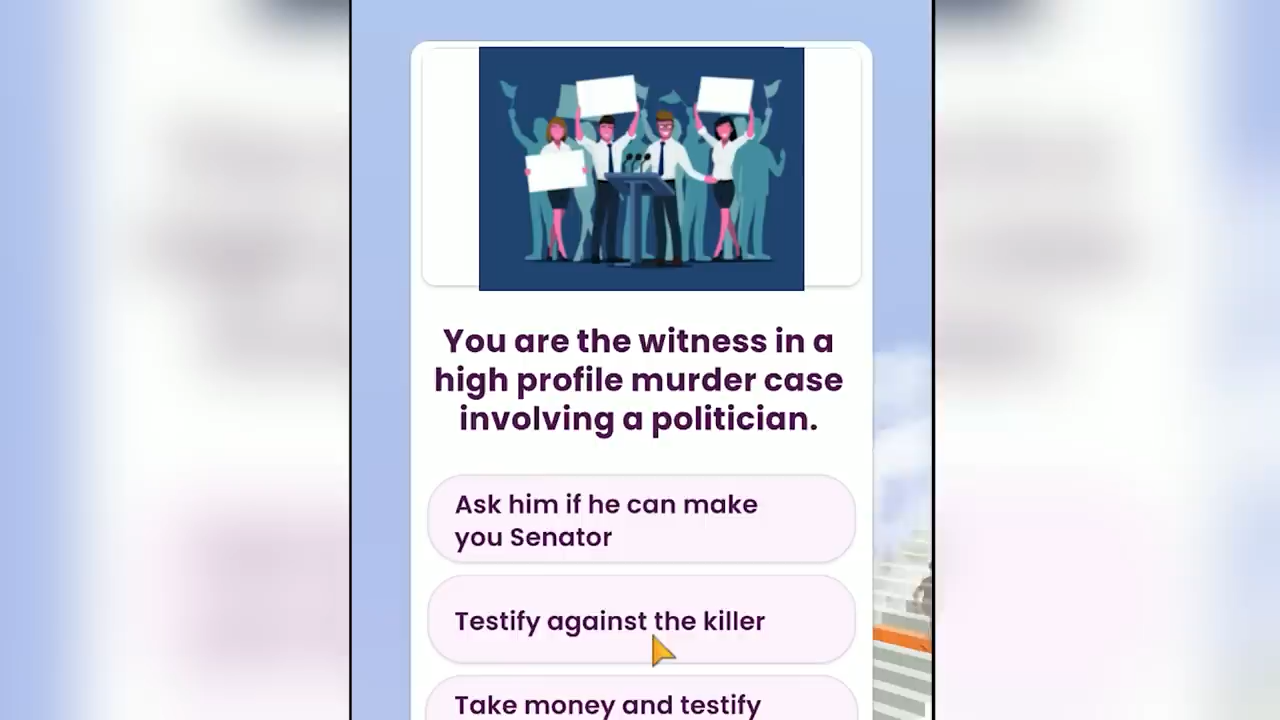 You are the witness in a
high profile murder case
involving a politician.
Ask him if he can make
you Senator
Testify against the killer
Take money and testify